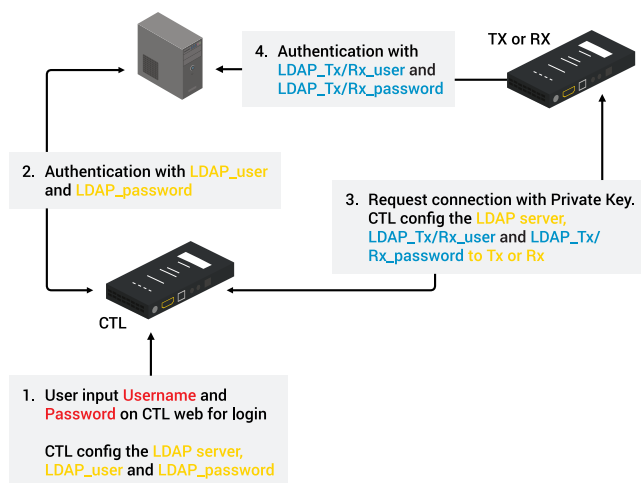 4. Authentication with
LDAP_Tx/Rx_user and
LDAP_Tx/Rx_password
TX or RX
2. Authentication with LDAP_user
and LDAP_password
3. Request connection with Private Key.
CTL config the LDAP server,
LDAP_Tx/Rx_user and LDAP_Tx/
Rx_password to Tx or Rx
CTL
1. User input Username and
Password on CTL web for login
CTL config the LDAP server,
LDAP_user and LDAP_password